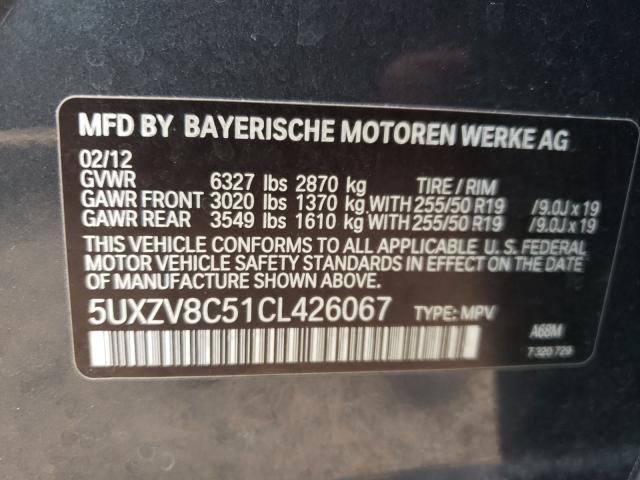 MFD BY BAYERISCHE MOTOREN WERKE AG
02/12
GVWR 6327 lbs 2870 kg TIRE / RIM
GAWR FRONT 3020 lbs 1370 kg WITH 255/50 R19 /9.0J x 19
GAWR REAR 3549 lbs 1610 kg WITH 255/50 R19 /9.0J x 19
THIS VEHICLE CONFORMS TO ALL APPLICABLE U. S. FEDERAL
MOTOR VEHICLE SAFETY STANDARDS IN EFFECT ON THE DATE
OF MANUFACTURE SHOWN ABOVE.
5UXZV8C51CL426067 TYPE: MPV
A68M
7 320 729